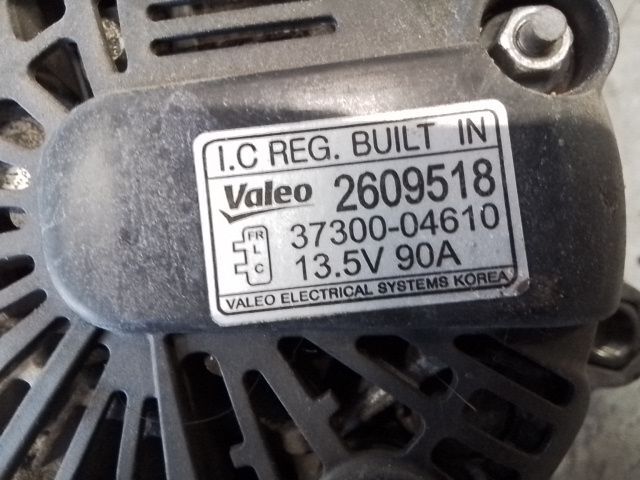 I.C REG. BUILT IN
Valeo 2609518
FR 37300-04610
L
C 13.5V 90A
VALEO ELECTRICAL SYSTEMS KOREA